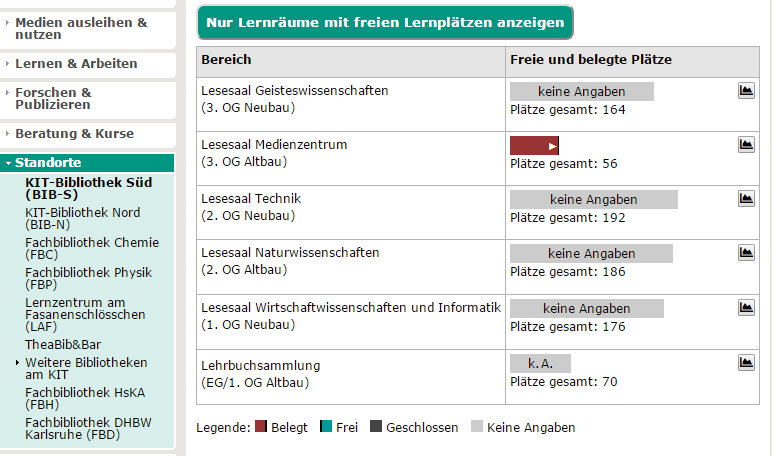 Medien ausleihen &
nutzen
Lernen & Arbeiten
Forschen &
Publizieren
Beratung & Kurse
Standorte
KIT-Bibliothek Süd
(BIB-S)
KIT-Bibliothek Nord
(BIB-N)
Fachbibliothek Chemie
(FBC)
Fachbibliothek Physik
(FBP)
Lernzentrum am
Fasanenschlösschen
(LAF)
TheaBib&Bar
Weitere Bibliotheken
am KIT
Fachbibliothek HsKA
(FBH)
Fachbibliothek DHBW
Karlsruhe (FBD)
Nur Lernräume mit freien Lernplätzen anzeigen
Bereich Freie und belegte Plätze
Lesesaal Geisteswissenschaften
(3. OG Neubau)
keine Angaben
Plätze gesamt: 164
Lesesaal Medienzentrum
(3. OG Altbau)
Plätze gesamt: 56
Lesesaal Technik
(2. OG Neubau)
keine Angaben
Plätze gesamt: 192
Lesesaal Naturwissenschaften
(2. OG Altbau)
keine Angaben
Plätze gesamt: 186
Lesesaal Wirtschaftwissenschaften und Informatik
(1. OG Neubau)
keine Angaben
Plätze gesamt: 176
Lehrbuchsammlung
(EG/1. OG Altbau)
k.A.
Plätze gesamt: 70
Legende: Belegt Frei Geschlossen Keine Angaben